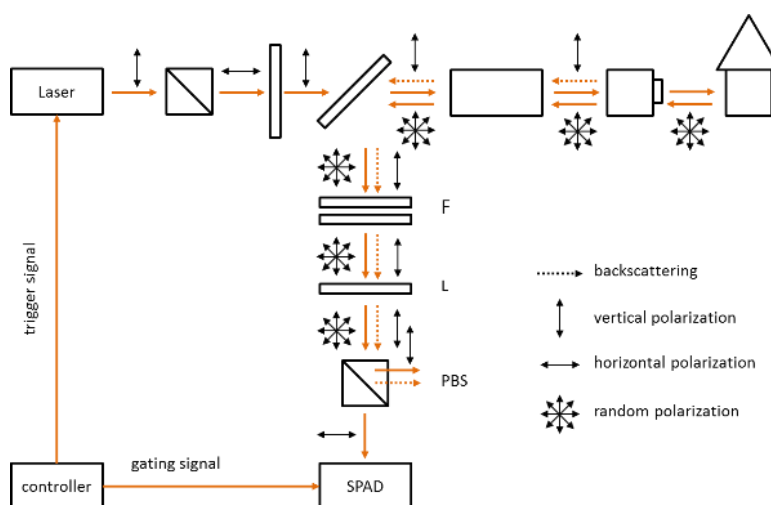 Laser
F
backscattering
L
vertical polarization
trigger signal
horizontal polarization
PBS
random polarization
gating signal
controller
SPAD